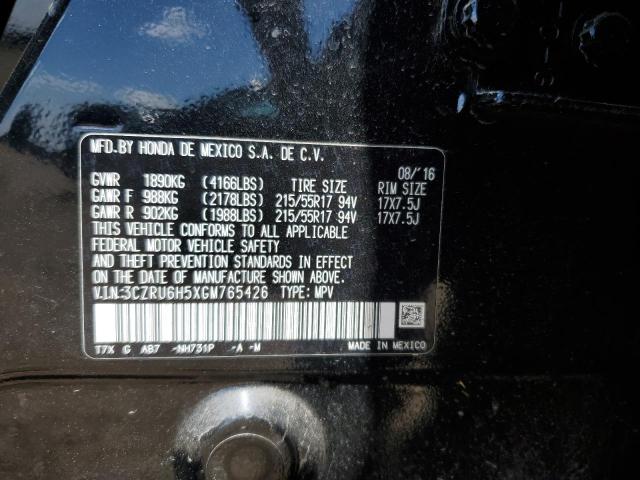 MFD.BY HONDA DE MEXICO S.A. DE C.V.
08/'16
GVWR 1890KG (4166LBS) TIRE SIZE RIM SIZE
GAWR F 988KG (2178LBS) 215/55R17 94V 17X7.5J
GAWR R 902KG (1988LBS) 215/55R17 94V 17X7.5J
THIS VEHICLE CONFORMS TO ALL APPLICABLE
FEDERAL MOTOR VEHICLE SAFETY
AND THEFT PREVENTION STANDARDS IN EFFECT
ON THE DATE OF MANUFACTURE SHOWN ABOVE.
V.I.N:3CZRU6H5XGM765426 TYPE: MPV
T7X G AB7 -NH731P -A -M MADE IN MEXICO